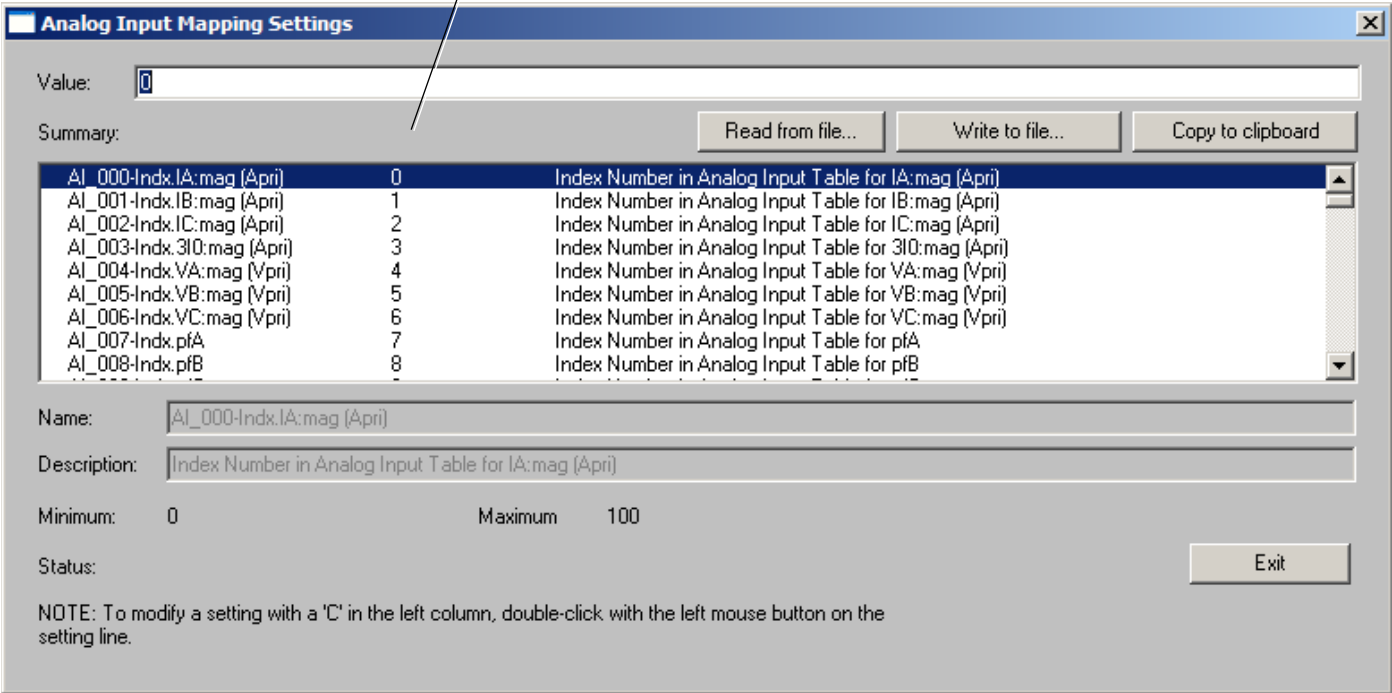 Analog Input Mapping Settings
Value: 0
Summary: Read from file... Write to file... Copy to clipboard
AI_000-Indx.IA:mag (Apri) 0 Index Number in Analog Input Table for IA:mag (Apri)
AI_001-Indx.IB:mag (Apri) 1 Index Number in Analog Input Table for IB:mag (Apri)
AI_002-Indx.IC:mag (Apri) 2 Index Number in Analog Input Table for IC:mag (Apri)
AI_003-Indx.3I0:mag (Apri) 3 Index Number in Analog Input Table for 3I0:mag (Apri)
AI_004-Indx.VA:mag (Vpri) 4 Index Number in Analog Input Table for VA:mag (Vpri)
AI_005-Indx.VB:mag (Vpri) 5 Index Number in Analog Input Table for VB:mag (Vpri)
AI_006-Indx.VC:mag (Vpri) 6 Index Number in Analog Input Table for VC:mag (Vpri)
AI_007-Indx.pfA 7 Index Number in Analog Input Table for pfA
AI_008-Indx.pfB 8 Index Number in Analog Input Table for pfB
Name: AI_000-Indx.IA:mag (Apri)
Description: Index Number in Analog Input Table for IA:mag (Apri)
Minimum: 0 Maximum 100
Status: Exit
NOTE: To modify a setting with a 'C' in the left column, double-click with the left mouse button on the
setting line.